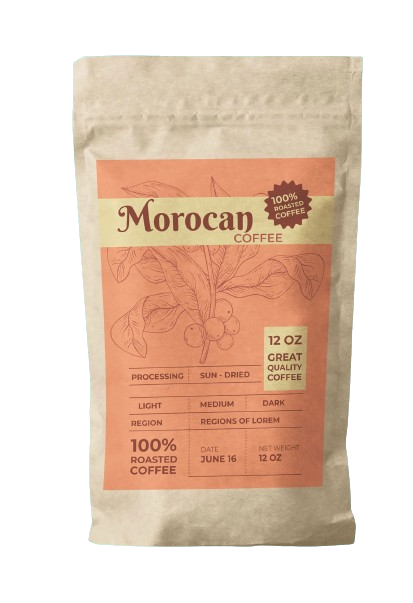 Morocan
COFFEE
100%
ROASTED
COFFEE
12 OZ
GREAT
QUALITY
COFFEE
PROCESSING SUN - DRIED
LIGHT MEDIUM DARK
REGION REGIONS OF LOREM
100%
ROASTED
COFFEE
DATE
JUNE 16
NET WEIGHT
12 OZ